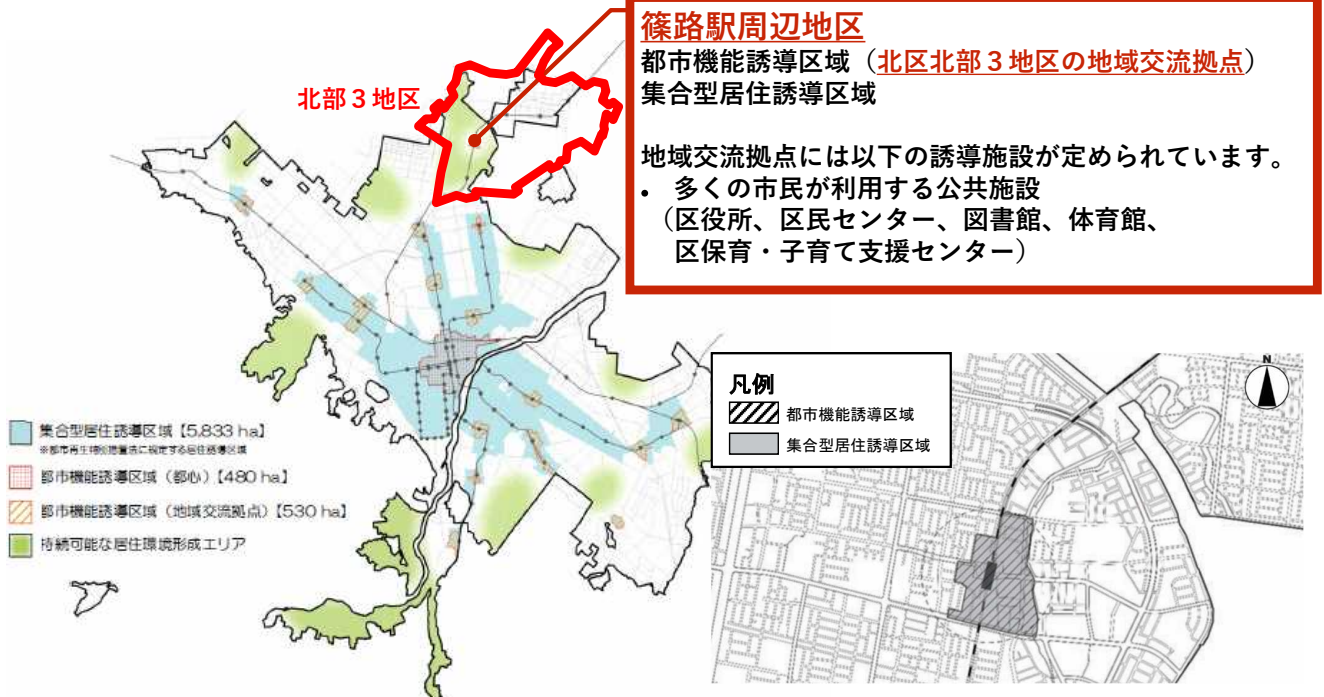 篠路駅周辺地区
都市機能誘導区域（北区北部３地区の地域交流拠点）
集合型居住誘導区域
地域交流拠点には以下の誘導施設が定められています。
• 多くの市民が利用する公共施設
（区役所、区民センター、図書館、体育館、
区保育・子育て支援センター）
北部３地区
集合型居住誘導区域【5,833 ha】
※都市再生特別措置法に規定する居住誘導区域
都市機能誘導区域（都心）【480 ha】
都市機能誘導区域（地域交流拠点）【530 ha】
持続可能な居住環境形成エリア
凡例
都市機能誘導区域
集合型居住誘導区域
N